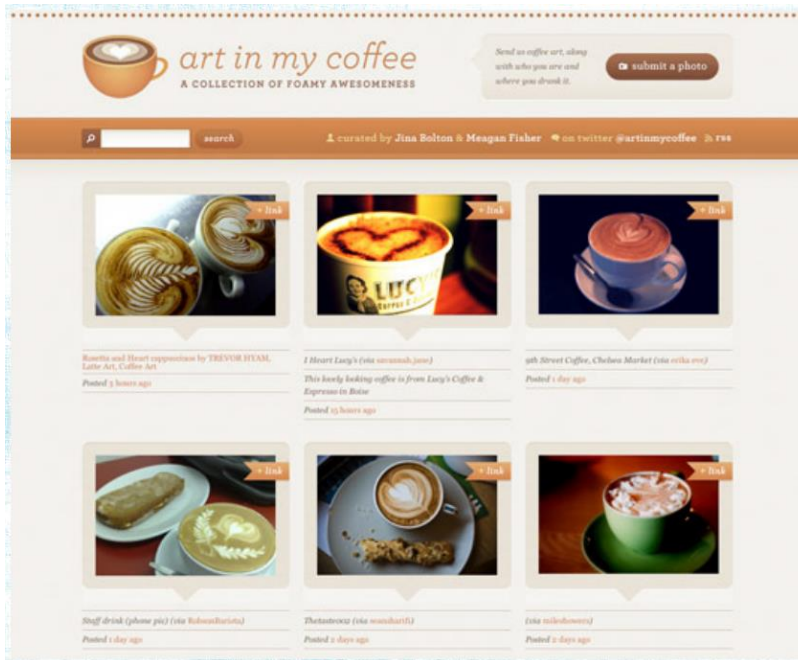 art in my coffee
A COLLECTION OF FOAMY AWESOMENESS
Send us coffee art, along
with who you are and
where you drank it.
submit a photo
search
curated by Jina Bolton & Meagan Fisher
on twitter @artinmycoffee
rss
+ link
+ link
+ link
LUCY
Rosetta and Heart cappuccinos by TREVOR HYAM,
Latte Art, Coffee Art
Posted 3 hours ago
I Heart Lucy's (via savannah.jane)
This lovely looking coffee is from Lucy's Coffee &
Espresso in Boise
Posted 15 hours ago
9th Street Coffee, Chelsea Market (via erika eve)
Posted 1 day ago
+ link
+ link
+ link
Staff drink (phone pic) (via
Posted 1 day ago
Thetaste002 (via
Posted 2 days ago
(via mileshowers)
Posted 2 days ago